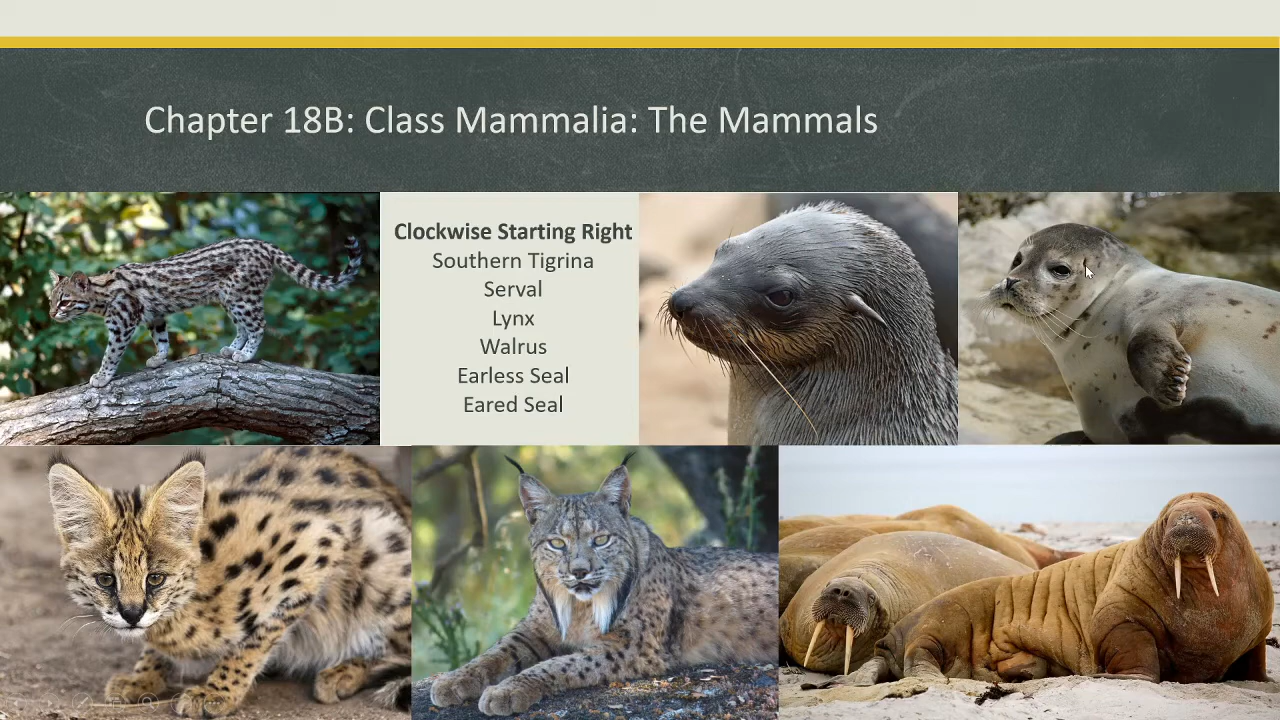 Chapter 18B: Class Mammalia: The Mammals
Clockwise Starting Right
Southern Tigrina
Serval
Lynx
Walrus
Earless Seal
Eared Seal